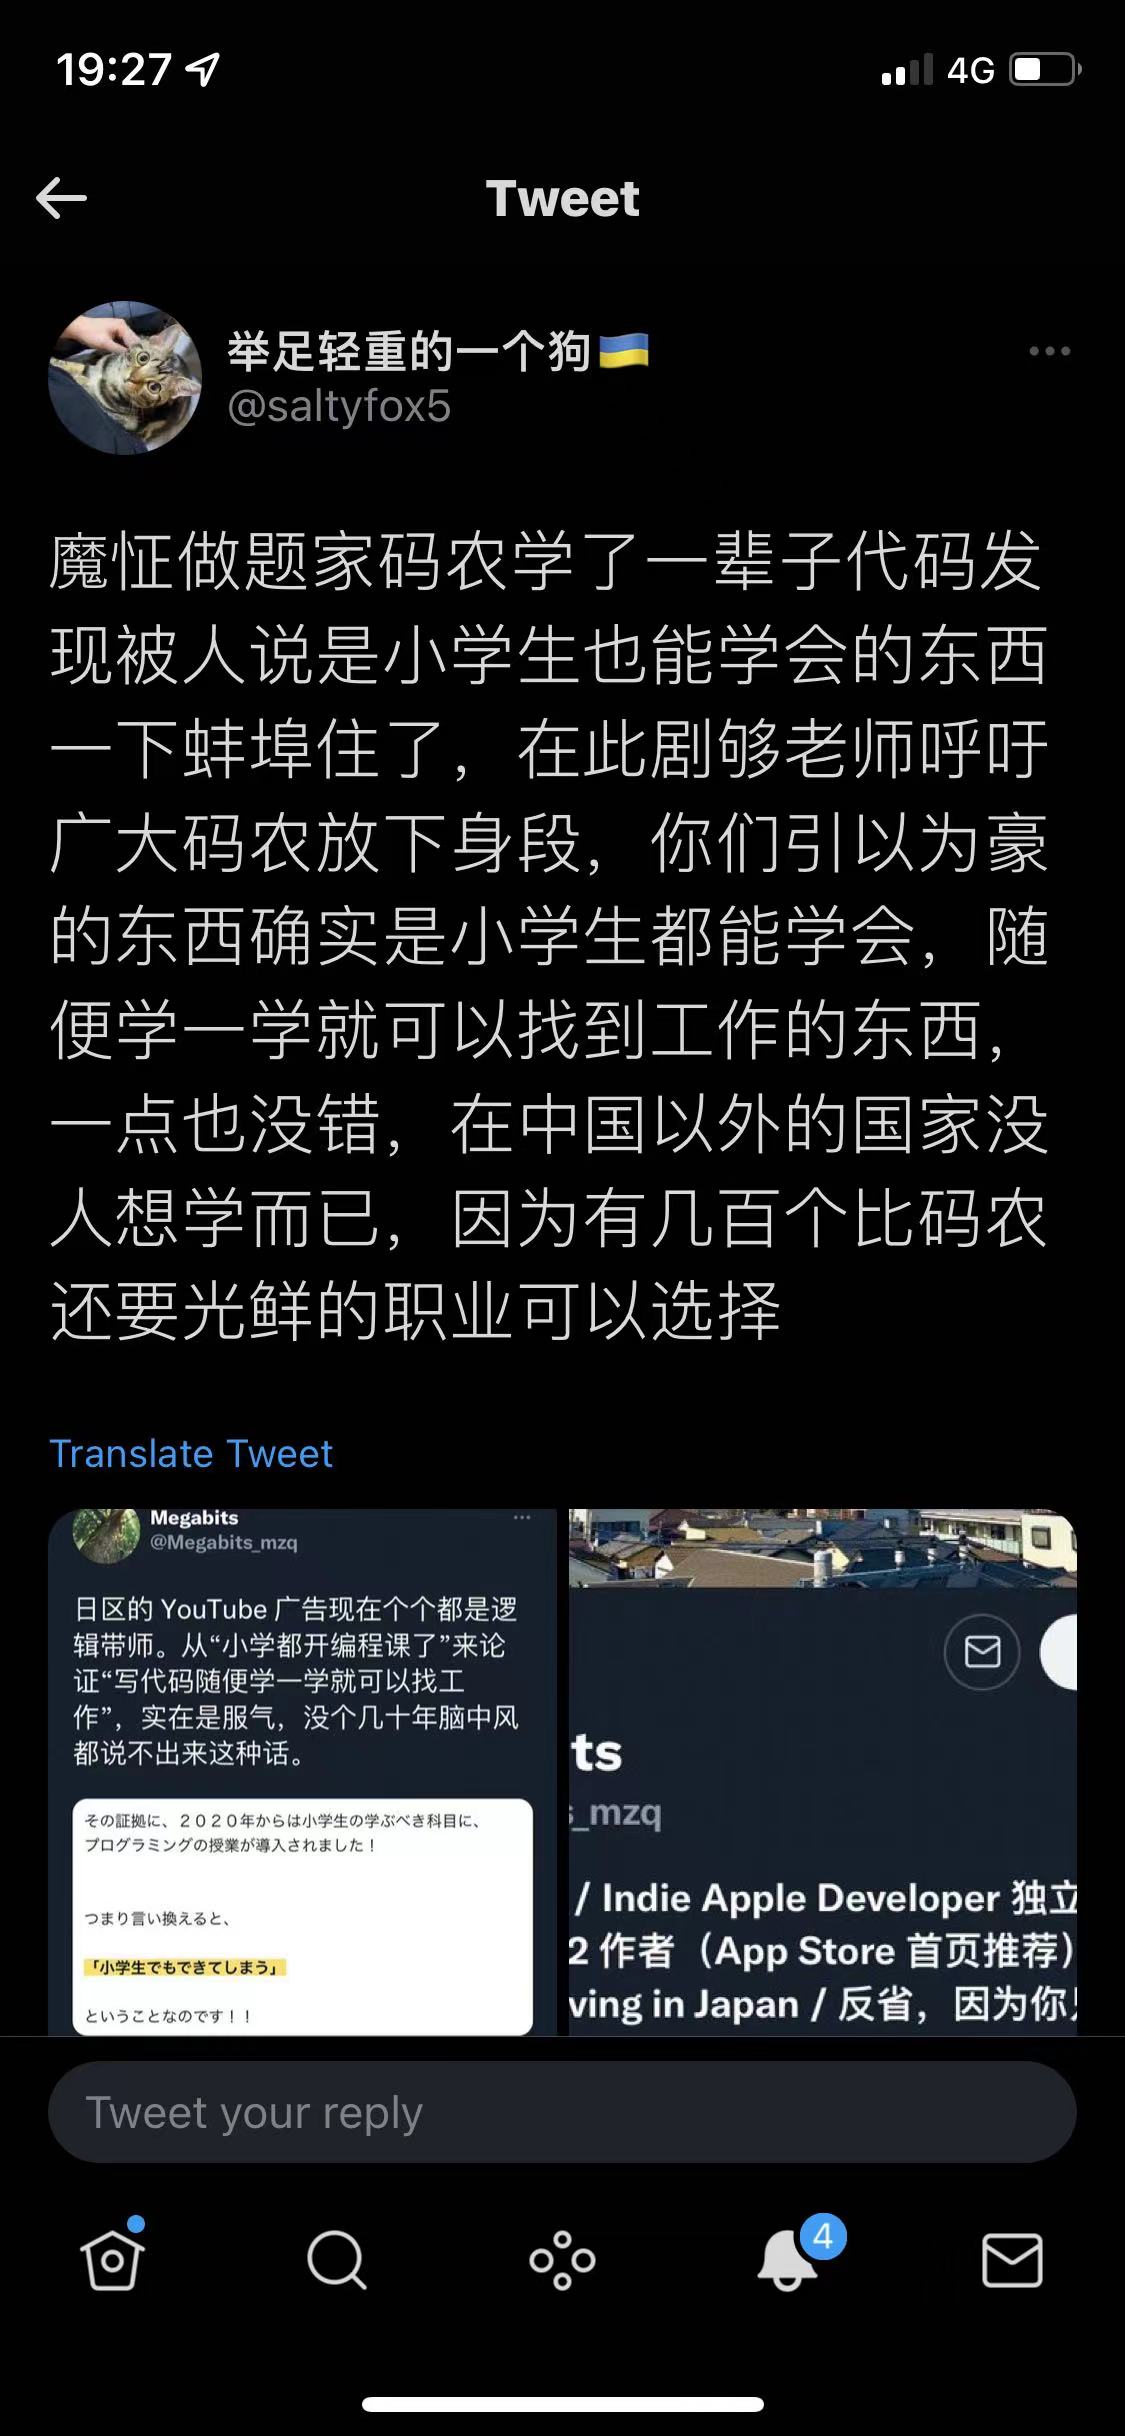 19:27
4G
Tweet
举足轻重的一个狗🇺🇦
@saltyfox5
魔怔做题家码农学了一辈子代码发
现被人说是小学生也能学会的东西
一下蚌埠住了，在此剧够老师呼吁
广大码农放下身段，你们引以为豪
的东西确实是小学生都能学会，随
便学一学就可以找到工作的东西，
一点也没错，在中国以外的国家没
人想学而已，因为有几百个比码农
还要光鲜的职业可以选择
Translate Tweet
Megabits
@Megabits_mzq
日区的 YouTube 广告现在个个都是逻
辑带师。从“小学都开编程课了”来论
证“写代码随便学一学就可以找工
作”，实在是服气，没个几十年脑中风
都说不出来这种话。
その証拠に、２０２０年からは小学生の学ぶべき科目に、
プログラミングの授業が導入されました！
つまり言い換えると、
「小学生でもできてしまう」
ということなのです！！
ts
_mzq
/ Indie Apple Developer 独立
2 作者（App Store 首页推荐）
ving in Japan / 反省，因为你
Tweet your reply
4